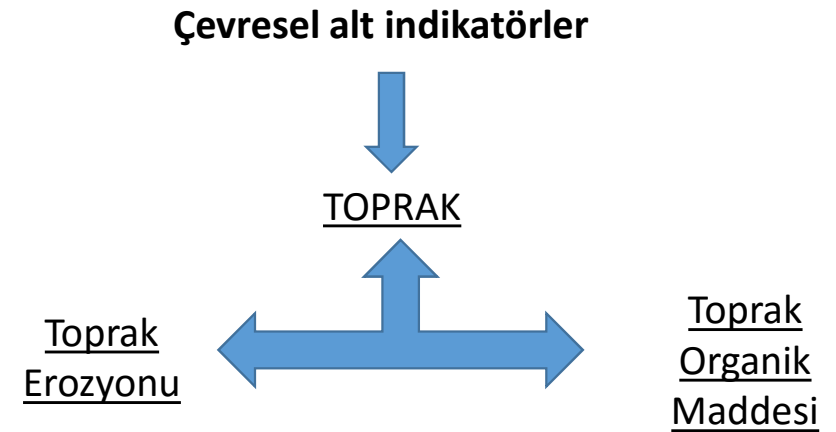 Çevresel alt indikatörler
TOPRAK
Toprak
Erozyonu
Toprak
Organik
Maddesi